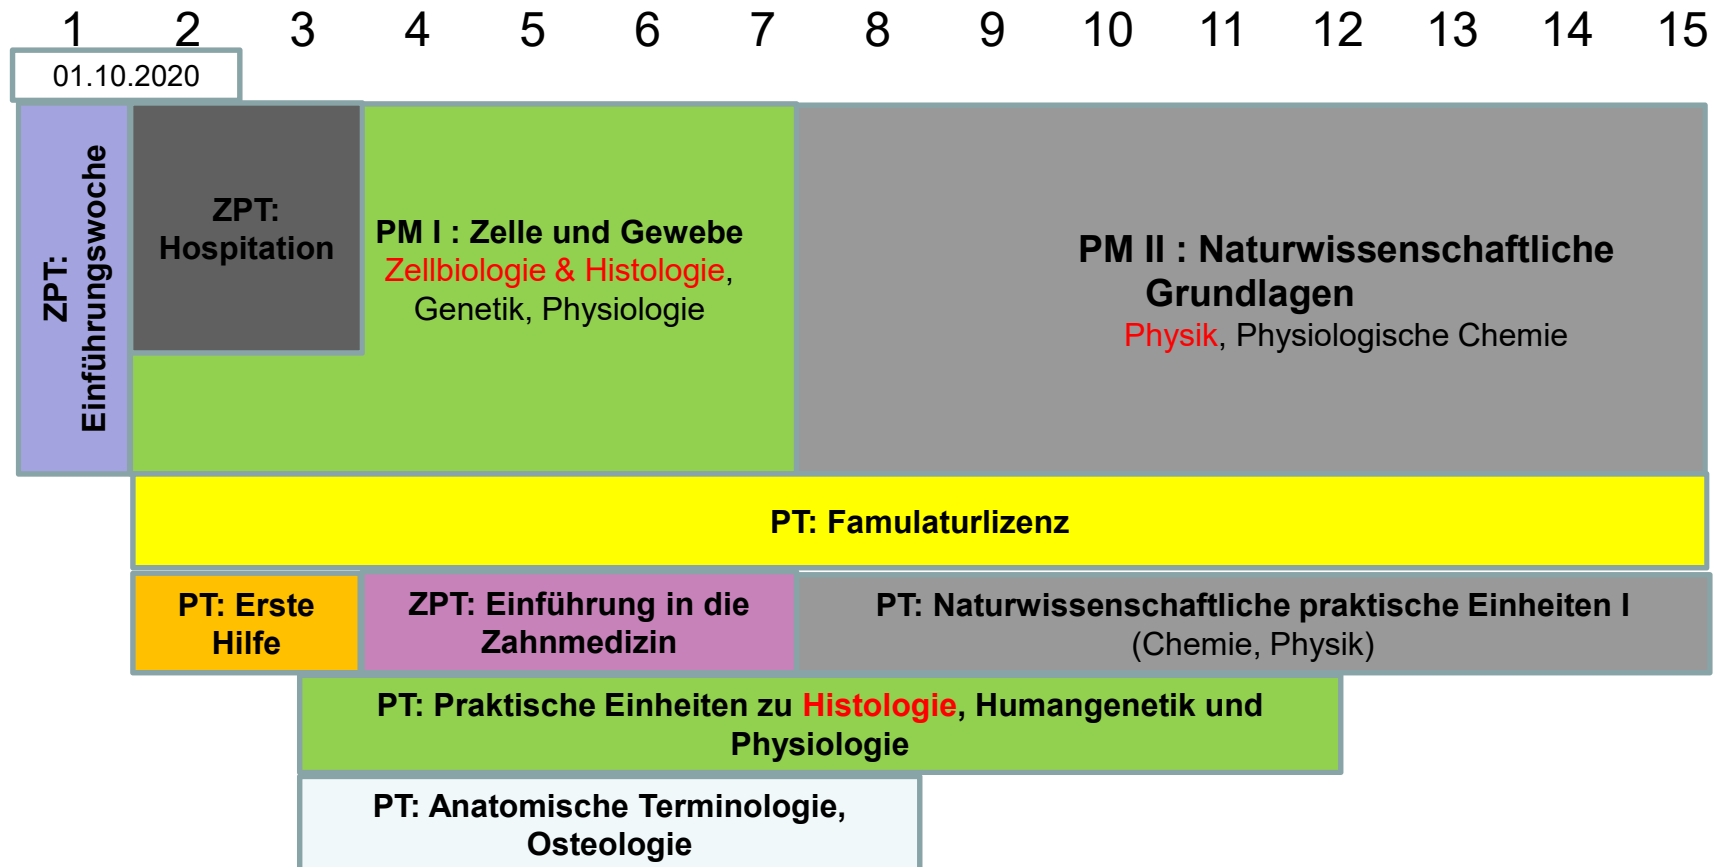 1 2 3 4 5 6 7 8 9 10 11 12 13 14 15
01.10.2020
ZPT:
Einführungswoche
ZPT:
Hospitation
PM I : Zelle und Gewebe
Zellbiologie & Histologie,
Genetik, Physiologie
PM II : Naturwissenschaftliche
Grundlagen
Physik, Physiologische Chemie
PT: Famulaturlizenz
PT: Erste
Hilfe
ZPT: Einführung in die
Zahnmedizin
PT: Naturwissenschaftliche praktische Einheiten I
(Chemie, Physik)
PT: Praktische Einheiten zu Histologie, Humangenetik und
Physiologie
PT: Anatomische Terminologie,
Osteologie